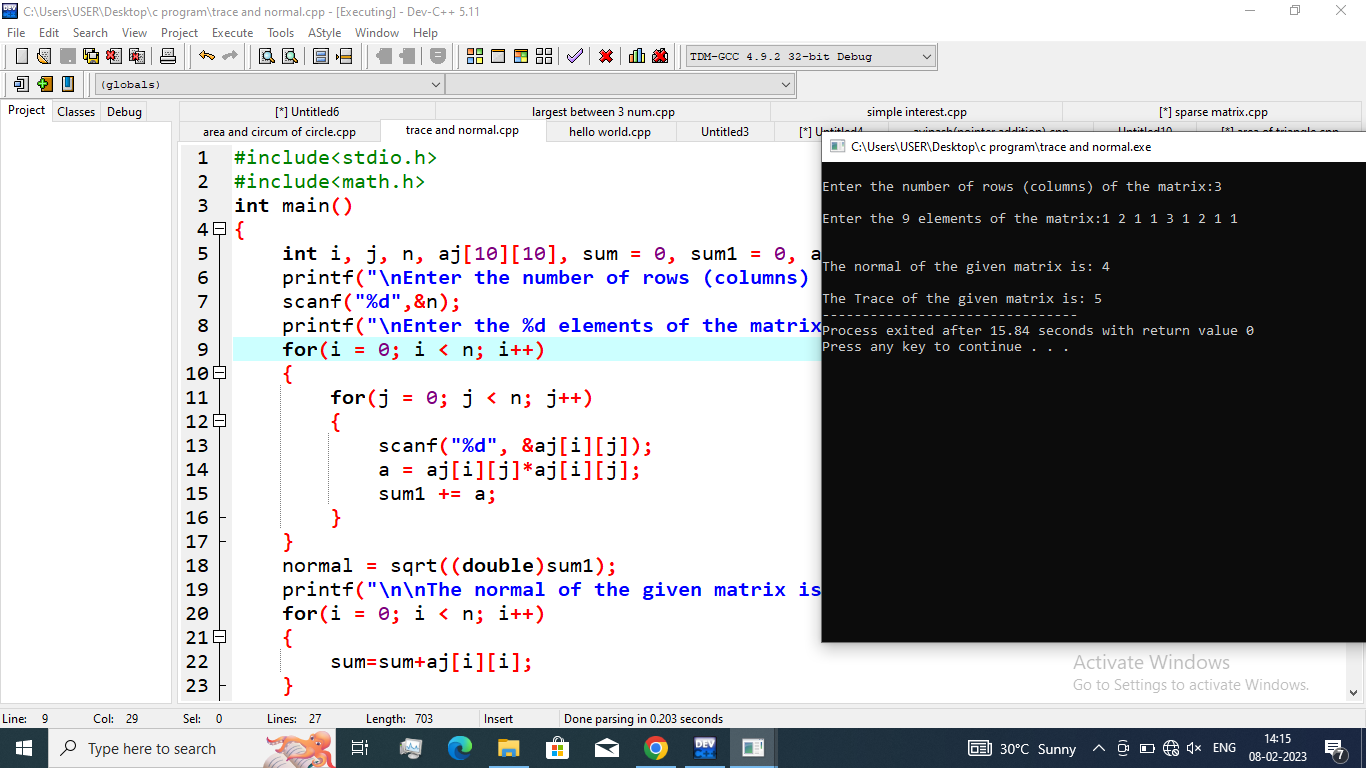 C:\Users\USER\Desktop\c program\trace and normal.cpp - [Executing] - Dev-C++ 5.11
File Edit Search View Project Execute Tools AStyle Window Help
TDM-GCC 4.9.2 32-bit Debug
(globals)
Project Classes Debug
[*] Untitled6 largest between 3 num.cpp simple interest.cpp [*] sparse matrix.cpp
area and circum of circle.cpp trace and normal.cpp hello world.cpp Untitled3 [*] Untitled4 avinash(pointer addition).cpp Untitled10 [*] area of triangle.cpp
1 #include<stdio.h>
2 #include<math.h>
3 int main()
4 {
5 int i, j, n, aj[10][10], sum = 0, sum1 = 0, a
6 printf("\nEnter the number of rows (columns)
7 scanf("%d",&n);
8 printf("\nEnter the %d elements of the matrix
9 for(i = 0; i < n; i++)
10 {
11 for(j = 0; j < n; j++)
12 {
13 scanf("%d", &aj[i][j]);
14 a = aj[i][j]*aj[i][j];
15 sum1 += a;
16 }
17 }
18 normal = sqrt((double)sum1);
19 printf("\n\nThe normal of the given matrix is
20 for(i = 0; i < n; i++)
21 {
22 sum=sum+aj[i][i];
23 }
C:\Users\USER\Desktop\c program\trace and normal.exe
Enter the number of rows (columns) of the matrix:3
Enter the 9 elements of the matrix:1 2 1 1 3 1 2 1 1
The normal of the given matrix is: 4
The Trace of the given matrix is: 5
--------------------------------
Process exited after 15.84 seconds with return value 0
Press any key to continue . . .
Activate Windows
Go to Settings to activate Windows.
Line: 9 Col: 29 Sel: 0 Lines: 27 Length: 703 Insert Done parsing in 0.203 seconds
Type here to search
DEV
30°C Sunny
ENG
14:15
08-02-2023
7